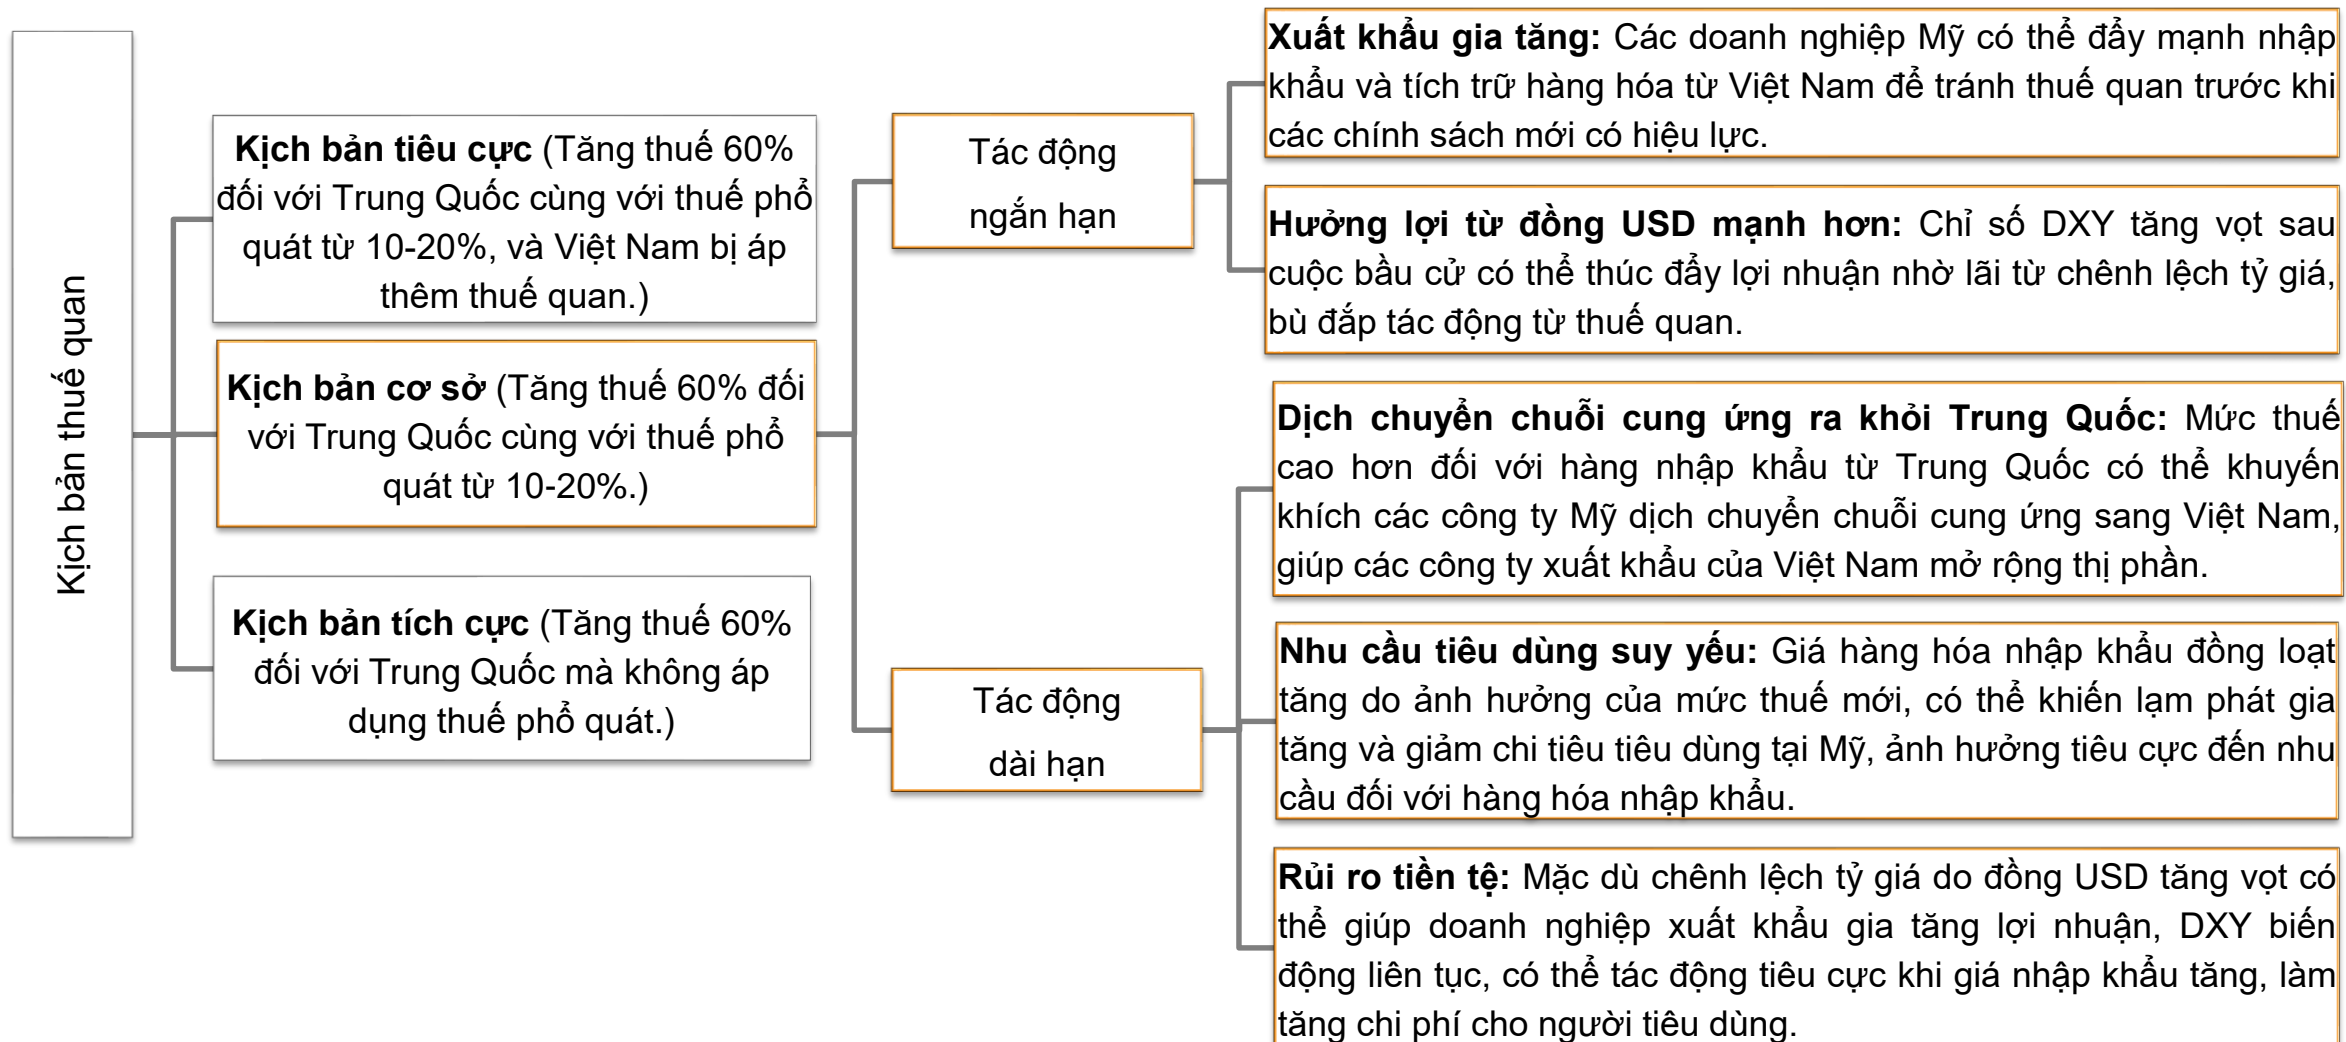 Kịch bản thuế quan
Kịch bản tiêu cực (Tăng thuế 60%
đối với Trung Quốc cùng với thuế phổ
quát từ 10-20%, và Việt Nam bị áp
thêm thuế quan.)
Kịch bản cơ sở (Tăng thuế 60% đối
với Trung Quốc cùng với thuế phổ
quát từ 10-20%.)
Kịch bản tích cực (Tăng thuế 60%
đối với Trung Quốc mà không áp
dụng thuế phổ quát.)
Tác động
ngắn hạn
Xuất khẩu gia tăng: Các doanh nghiệp Mỹ có thể đẩy mạnh nhập
khẩu và tích trữ hàng hóa từ Việt Nam để tránh thuế quan trước khi
các chính sách mới có hiệu lực.
Hưởng lợi từ đồng USD mạnh hơn: Chỉ số DXY tăng vọt sau
cuộc bầu cử có thể thúc đẩy lợi nhuận nhờ lãi từ chênh lệch tỷ giá,
bù đắp tác động từ thuế quan.
Tác động
dài hạn
Dịch chuyển chuỗi cung ứng ra khỏi Trung Quốc: Mức thuế
cao hơn đối với hàng nhập khẩu từ Trung Quốc có thể khuyến
khích các công ty Mỹ dịch chuyển chuỗi cung ứng sang Việt Nam,
giúp các công ty xuất khẩu của Việt Nam mở rộng thị phần.
Nhu cầu tiêu dùng suy yếu: Giá hàng hóa nhập khẩu đồng loạt
tăng do ảnh hưởng của mức thuế mới, có thể khiến lạm phát gia
tăng và giảm chi tiêu tiêu dùng tại Mỹ, ảnh hưởng tiêu cực đến nhu
cầu đối với hàng hóa nhập khẩu.
Rủi ro tiền tệ: Mặc dù chênh lệch tỷ giá do đồng USD tăng vọt có
thể giúp doanh nghiệp xuất khẩu gia tăng lợi nhuận, DXY biến
động liên tục, có thể tác động tiêu cực khi giá nhập khẩu tăng, làm
tăng chi phí cho người tiêu dùng.